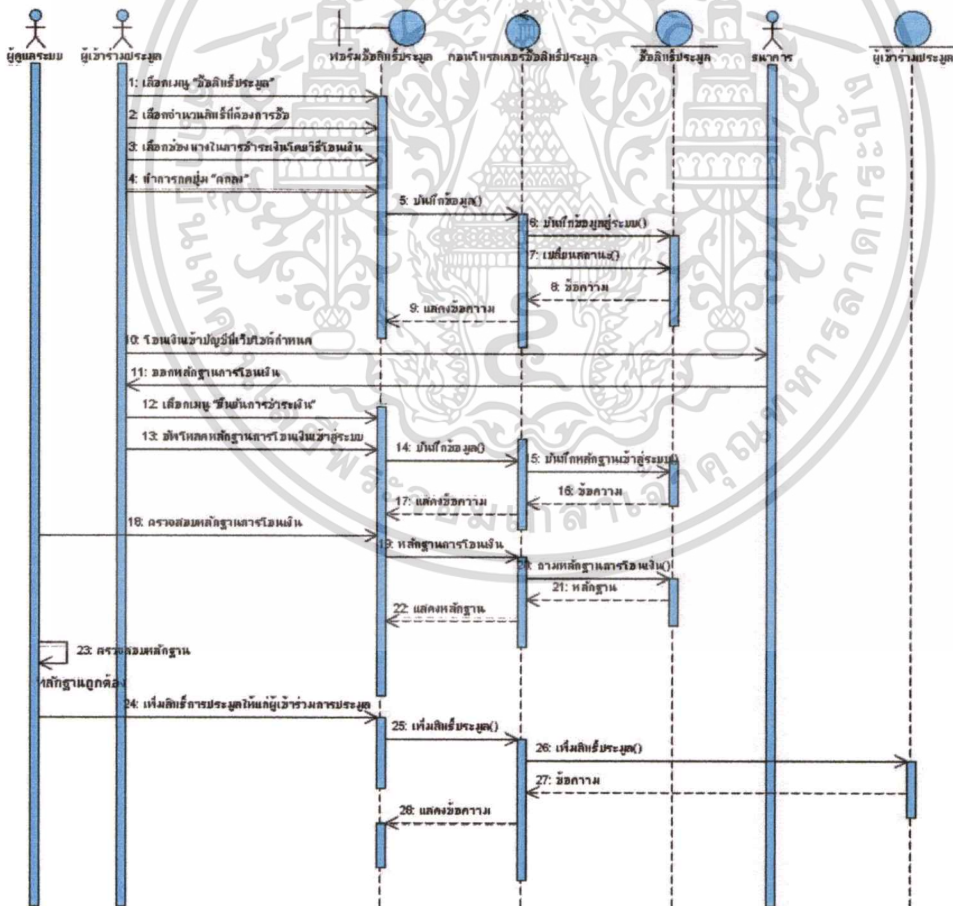 ผู้ดูแลระบบ ผู้เข้าร่วมประมูล ฟอร์มซื้อสิทธิ์ประมูล คอนโทรลเลอร์ซื้อสิทธิ์ประมูล ซื้อสิทธิ์ประมูล ธนาคาร ผู้เข้าร่วมประมูล
1: เลือกเมนู "ซื้อสิทธิ์ประมูล"
2: เลือกจำนวนสิทธิ์ที่ต้องการซื้อ
3: เลือกช่องทางในการชำระเงินโดยวิธีโอนเงิน
4: ทำการกดปุ่ม "ตกลง"
5: บันทึกข้อมูล()
6: บันทึกข้อมูลสู่ระบบ()
7: เปลี่ยนสถานะ()
8: ข้อความ
9: แสดงข้อความ
10: โอนเงินเข้าบัญชีที่เว็บไซต์กำหนด
11: ออกหลักฐานการโอนเงิน
12: เลือกเมนู "ยืนยันการชำระเงิน"
13: อัพโหลดหลักฐานการโอนเงินเข้าสู่ระบบ
14: บันทึกข้อมูล()
15: บันทึกหลักฐานเข้าสู่ระบบ()
16: ข้อความ
17: แสดงข้อความ
18: ตรวจสอบหลักฐานการโอนเงิน
19: หลักฐานการโอนเงิน
20: ถามหลักฐานการโอนเงิน()
21: หลักฐาน
22: แสดงหลักฐาน
23: ตรวจสอบหลักฐาน
หลักฐานถูกต้อง
24: เพิ่มสิทธิ์การประมูลให้แก่ผู้เข้าร่วมการประมูล
25: เพิ่มสิทธิ์ประมูล()
26: เพิ่มสิทธิ์ประมูล()
27: ข้อความ
28: แสดงข้อความ